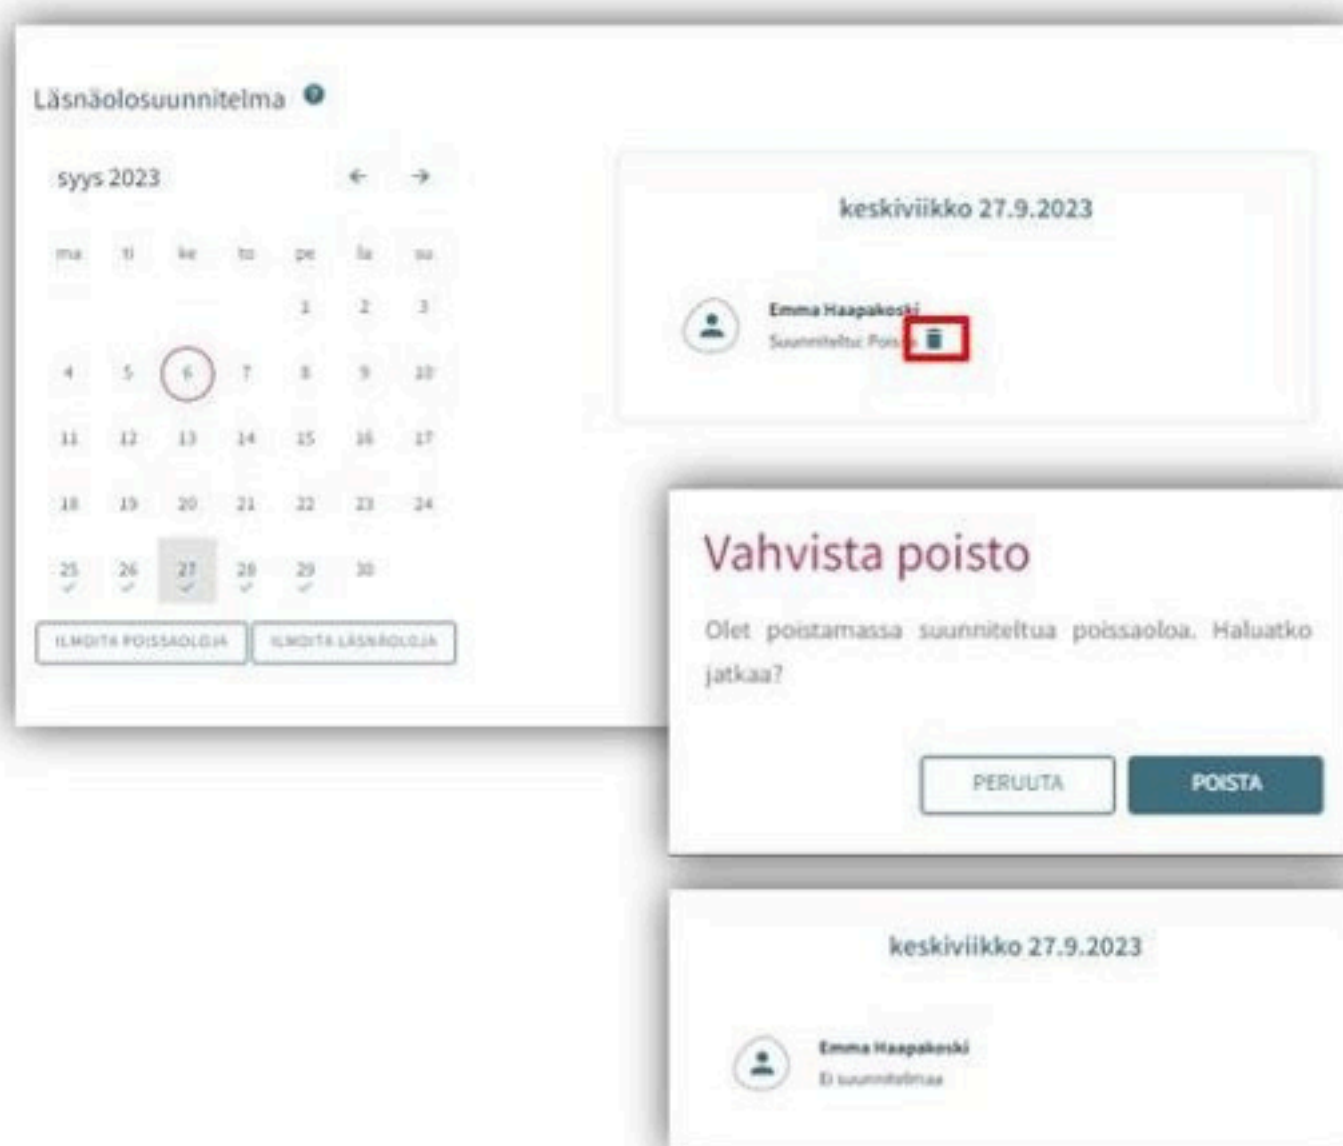 Läsnäolosuunnitelma ?
syys 2023 ← →
ma ti ke to pe la su
1 2 3
4 5 6 7 8 9 10
11 12 13 14 15 16 17
18 19 20 21 22 23 24
25 26 27 28 29 30
ILMOITA POISSAOLOJA ILMOITA LÄSNÄOLOJA
keskiviikko 27.9.2023
Emma Haapakoski
Suunniteltu:
Vahvista poisto
Olet poistamassa suunniteltua poissaoloa. Haluatko
jatkaa?
PERUUTA POISTA
keskiviikko 27.9.2023
Emma Haapakoski
Ei suunnitelmaa